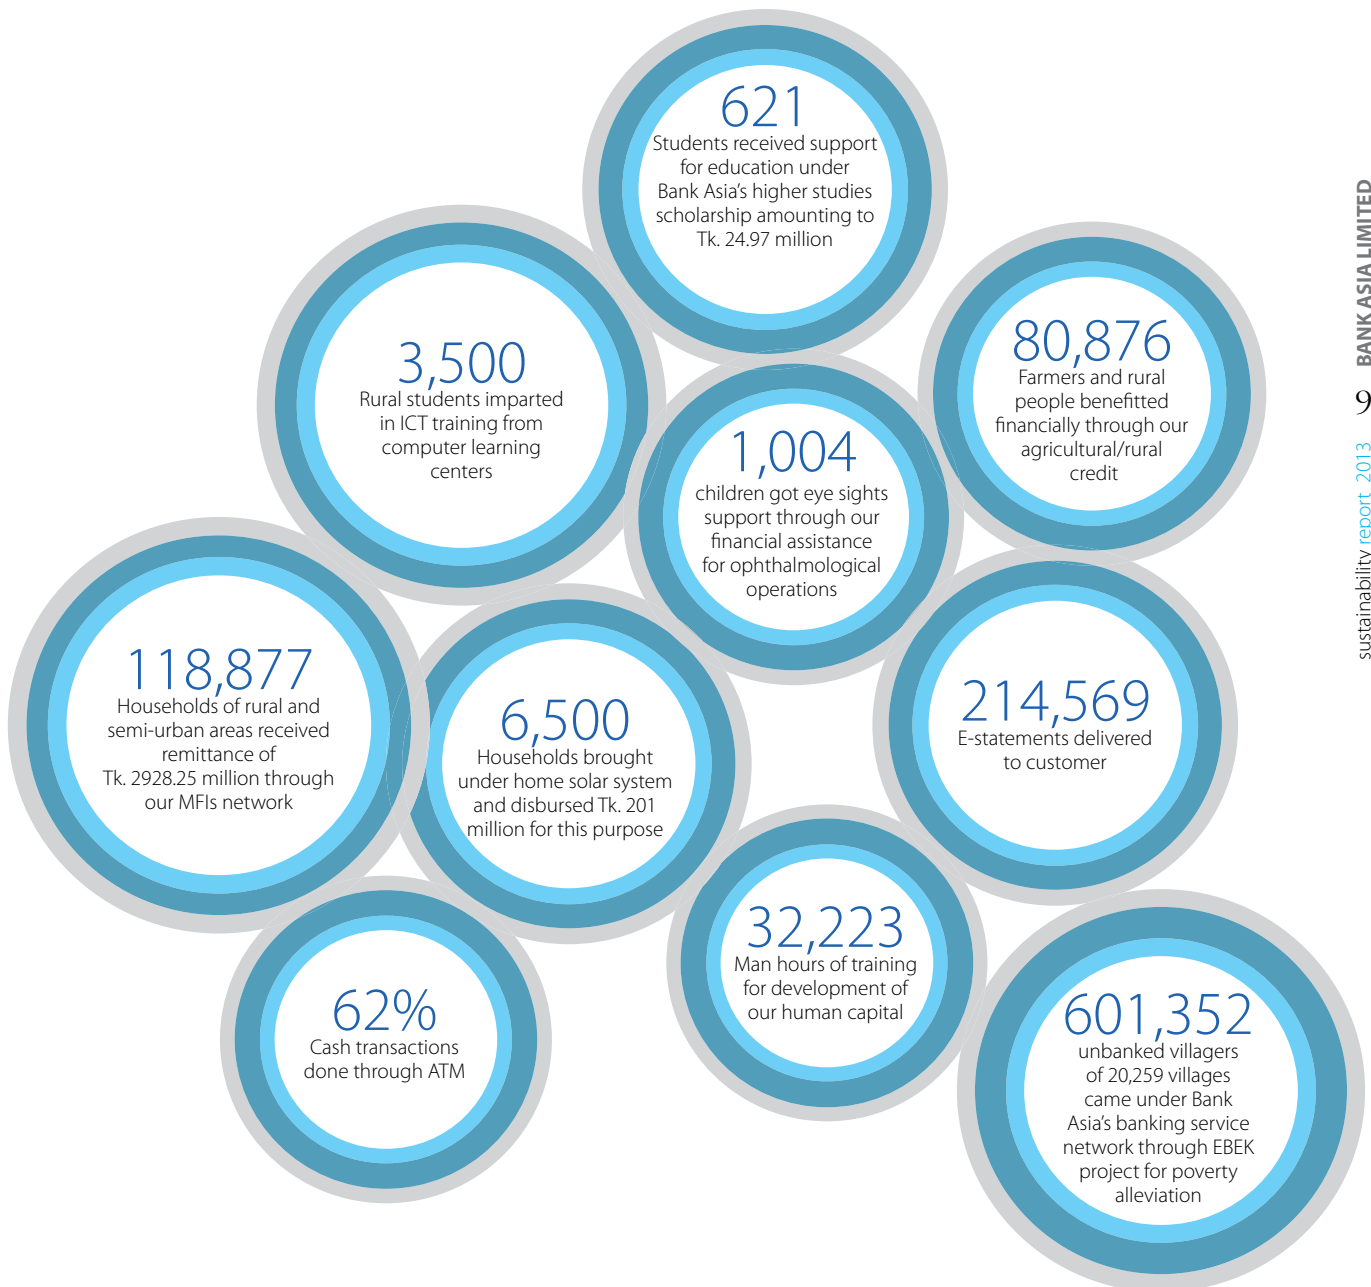 621
Students received support
for education under
Bank Asia’s higher studies
scholarship amounting to
Tk. 24.97 million
3,500
Rural students imparted
in ICT training from
computer learning
centers
80,876
Farmers and rural
people benefitted
financially through our
agricultural/rural
credit
1,004
children got eye sights
support through our
financial assistance
for ophthalmological
operations
118,877
Households of rural and
semi-urban areas received
remittance of
Tk. 2928.25 million through
our MFIs network
6,500
Households brought
under home solar system
and disbursed Tk. 201
million for this purpose
214,569
E-statements delivered
to customer
32,223
Man hours of training
for development of
our human capital
62%
Cash transactions
done through ATM
601,352
unbanked villagers
of 20,259 villages
came under Bank
Asia’s banking service
network through EBEK
project for poverty
alleviation
sustainability report 2013 9 BANK ASIA LIMITED